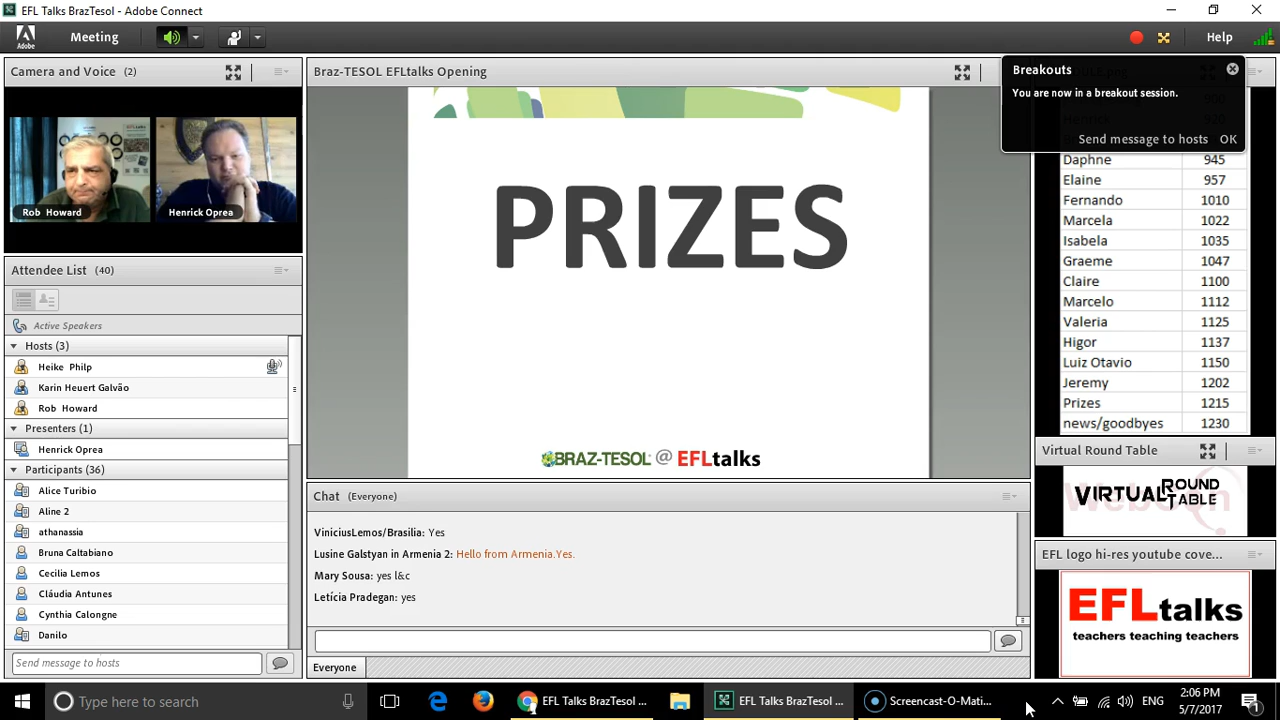 EFL Talks BrazTesol - Adobe Connect
Adobe
Meeting
Help
Camera and Voice (2)
Rob Howard
Henrick Oprea
Attendee List (40)
Active Speakers
Hosts (3)
Heike Philp
Karin Heuert Galvão
Rob Howard
Presenters (1)
Henrick Oprea
Participants (36)
Alice Turibio
Aline 2
athanassia
Bruna Caltabiano
Cecilia Lemos
Cláudia Antunes
Cynthia Calongne
Danilo
Send message to hosts
Braz-TESOL EFLtalks Opening
PRIZES
BRAZ-TESOL @ EFLtalks
Chat (Everyone)
ViniciusLemos/Brasilia: Yes
Lusine Galstyan in Armenia 2: Hello from Armenia.Yes.
Mary Sousa: yes l&c
Letícia Pradegan: yes
Everyone
Breakouts
You are now in a breakout session.
Send message to hosts OK
Daphne 945
Elaine 957
Fernando 1010
Marcela 1022
Isabela 1035
Graeme 1047
Claire 1100
Marcelo 1112
Valeria 1125
Higor 1137
Luiz Otavio 1150
Jeremy 1202
Prizes 1215
news/goodbyes 1230
Virtual Round Table
VIRTUAL ROUND TABLE
EFL logo hi-res youtube cove...
EFLtalks
teachers teaching teachers
Type here to search
EFL Talks BrazTesol ...
EFL Talks BrazTesol ...
Screencast-O-Mati...
ENG
2:06 PM
5/7/2017
1